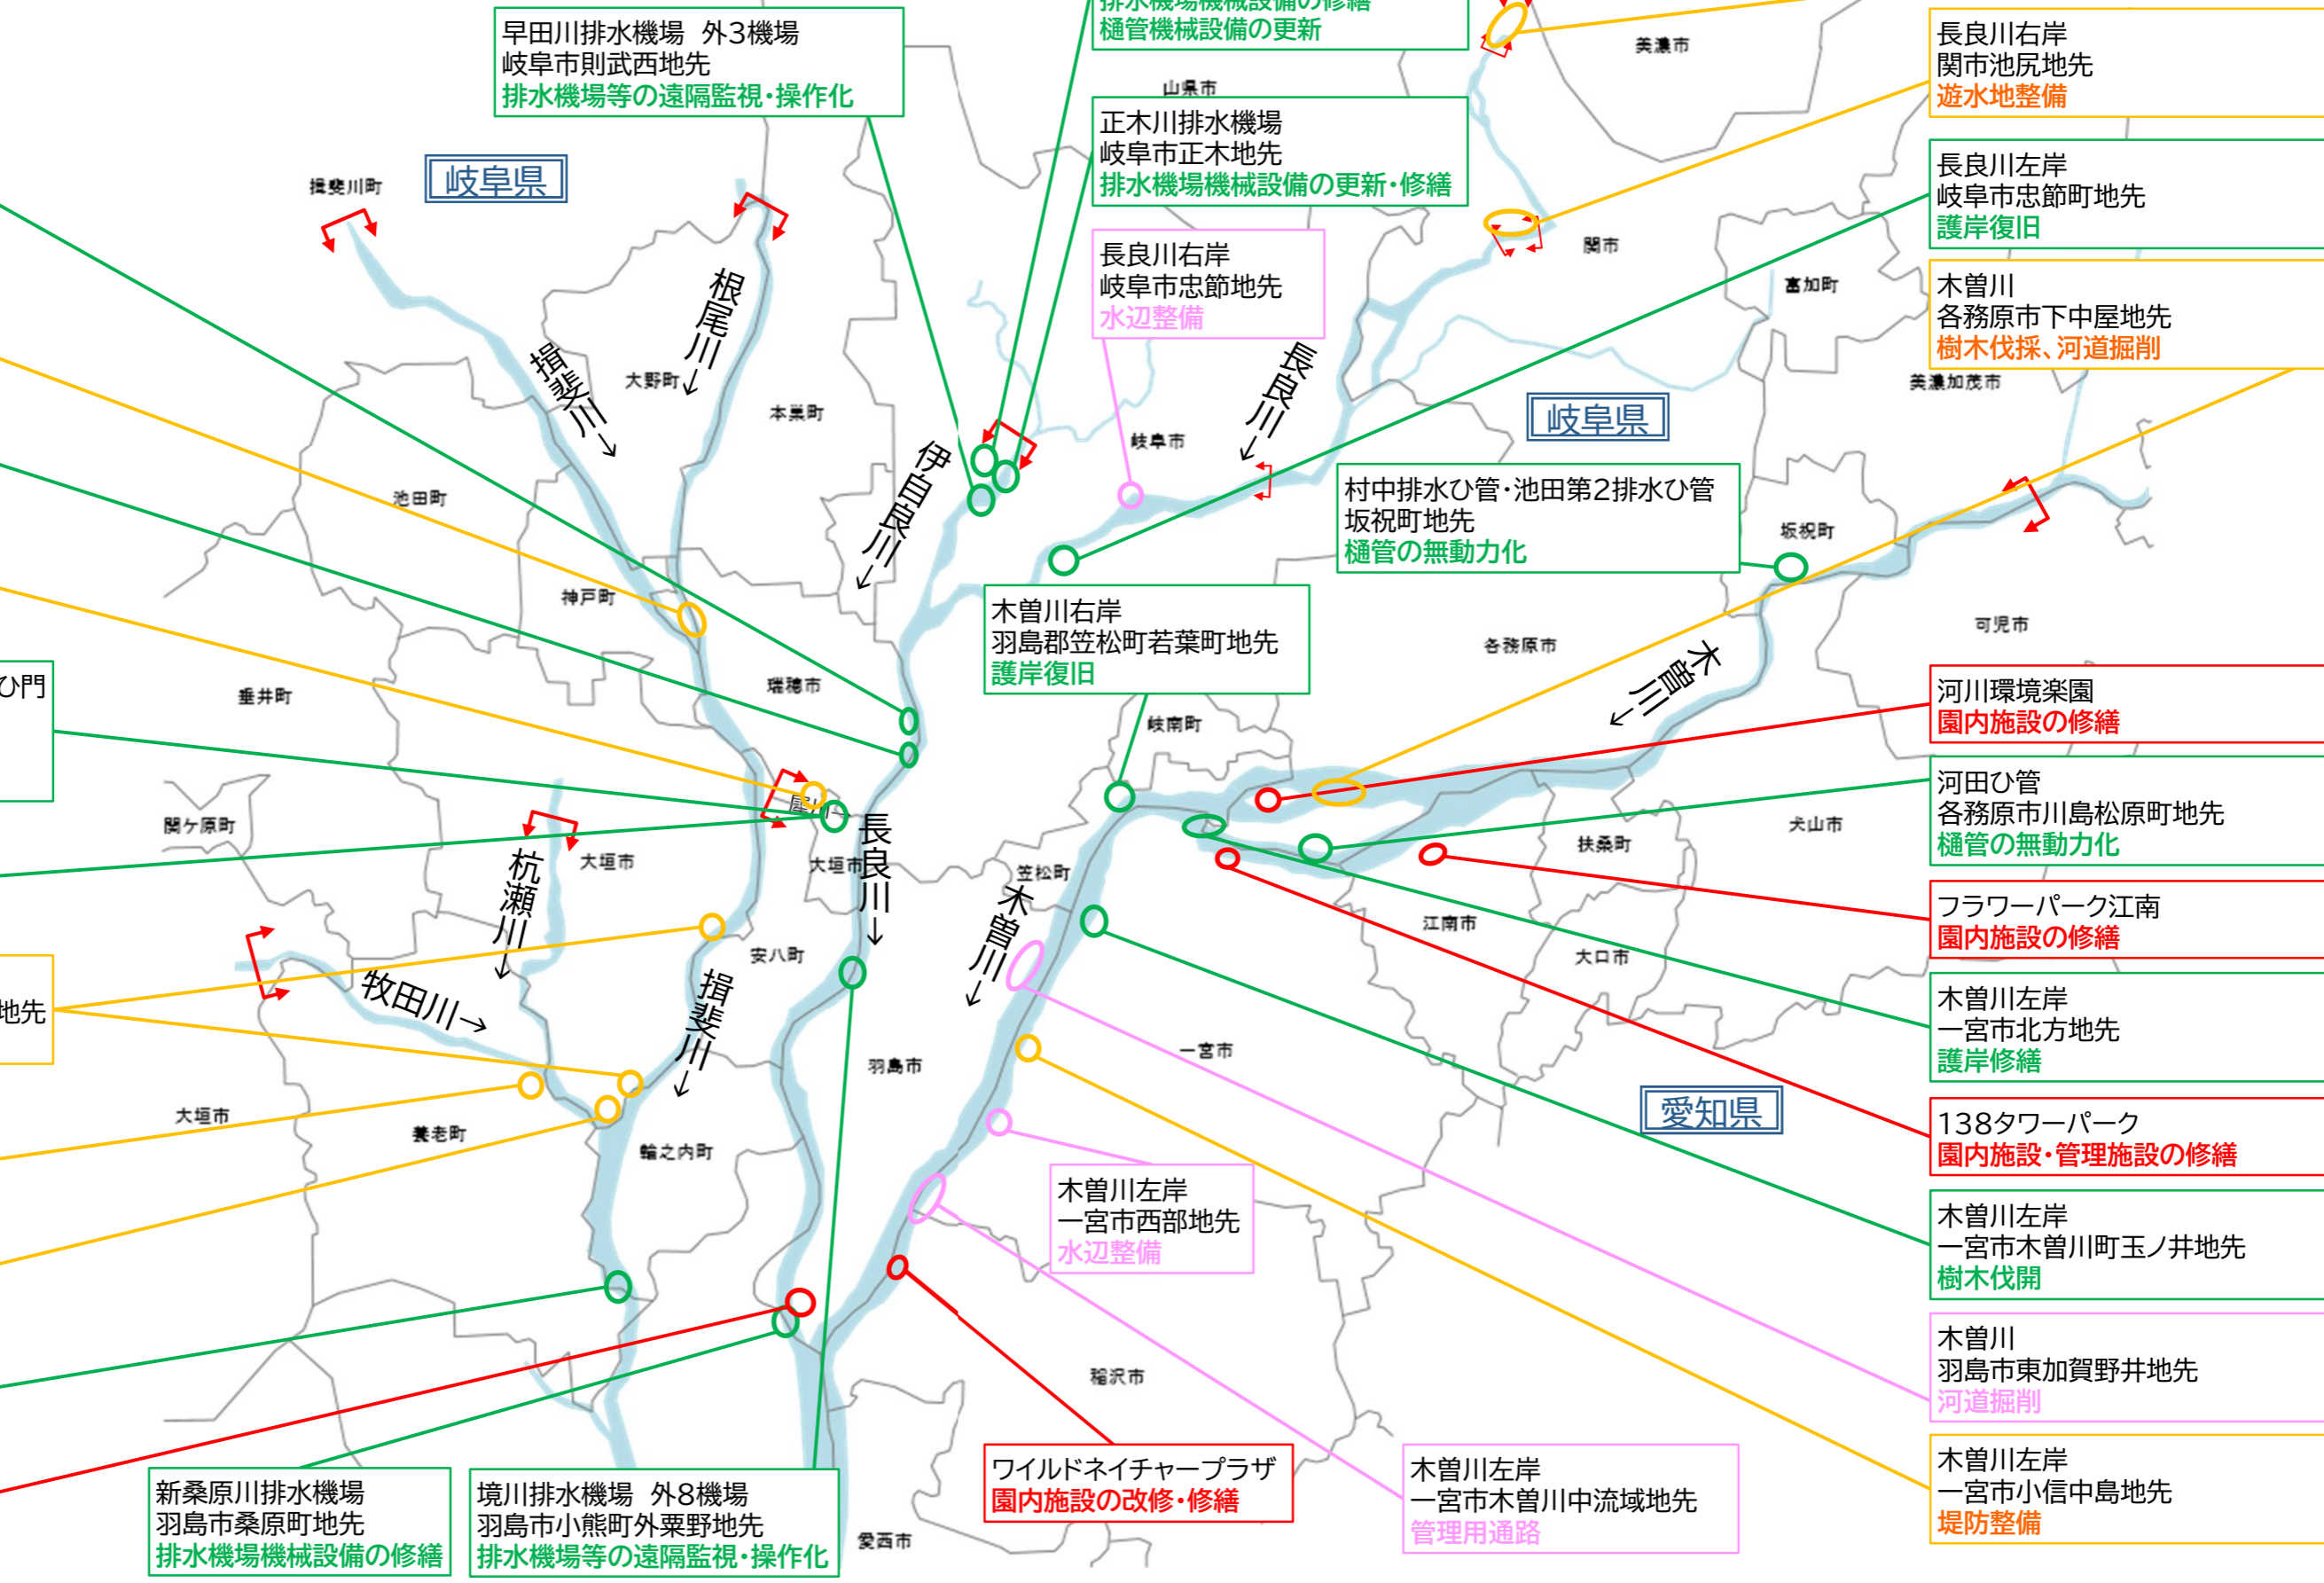 排水機場機械設備の修繕
樋管機械設備の更新
早田川排水機場 外3機場
岐阜市則武西地先
排水機場等の遠隔監視・操作化
正木川排水機場
岐阜市正木地先
排水機場機械設備の更新・修繕
長良川右岸
岐阜市忠節地先
水辺整備
長良川右岸
関市池尻地先
遊水地整備
長良川左岸
岐阜市忠節町地先
護岸復旧
木曽川
各務原市下中屋地先
樹木伐採、河道掘削
村中排水ひ管・池田第2排水ひ管
坂祝町地先
樋管の無動力化
木曽川右岸
羽島郡笠松町若葉町地先
護岸復旧
河川環境楽園
園内施設の修繕
河田ひ管
各務原市川島松原町地先
樋管の無動力化
フラワーパーク江南
園内施設の修繕
木曽川左岸
一宮市北方地先
護岸修繕
138タワーパーク
園内施設・管理施設の修繕
木曽川左岸
一宮市木曽川町玉ノ井地先
樹木伐開
木曽川
羽島市東加賀野井地先
河道掘削
木曽川左岸
一宮市小信中島地先
堤防整備
木曽川左岸
一宮市西部地先
水辺整備
木曽川左岸
一宮市木曽川中流域地先
管理用通路
ワイルドネイチャープラザ
園内施設の改修・修繕
境川排水機場 外8機場
羽島市小熊町外粟野地先
排水機場等の遠隔監視・操作化
新桑原川排水機場
羽島市桑原町地先
排水機場機械設備の修繕
ひ門
地先
岐阜県
岐阜県
愛知県
揖斐川町
山県市
美濃市
関市
富加町
美濃加茂市
大野町
本巣町
岐阜市
池田町
神戸町
坂祝町
可児市
各務原市
瑞穂市
垂井町
岐南町
関ケ原町
大垣市
大垣市
笠松町
扶桑町
犬山市
江南市
大口市
安八町
羽島市
一宮市
大垣市
養老町
輪之内町
稲沢市
愛西市
根尾川→
揖斐川→
伊自良川→
長良川→
木曽川→
犀川→
長良川→
杭瀬川→
木曽川→
牧田川→
揖斐川→